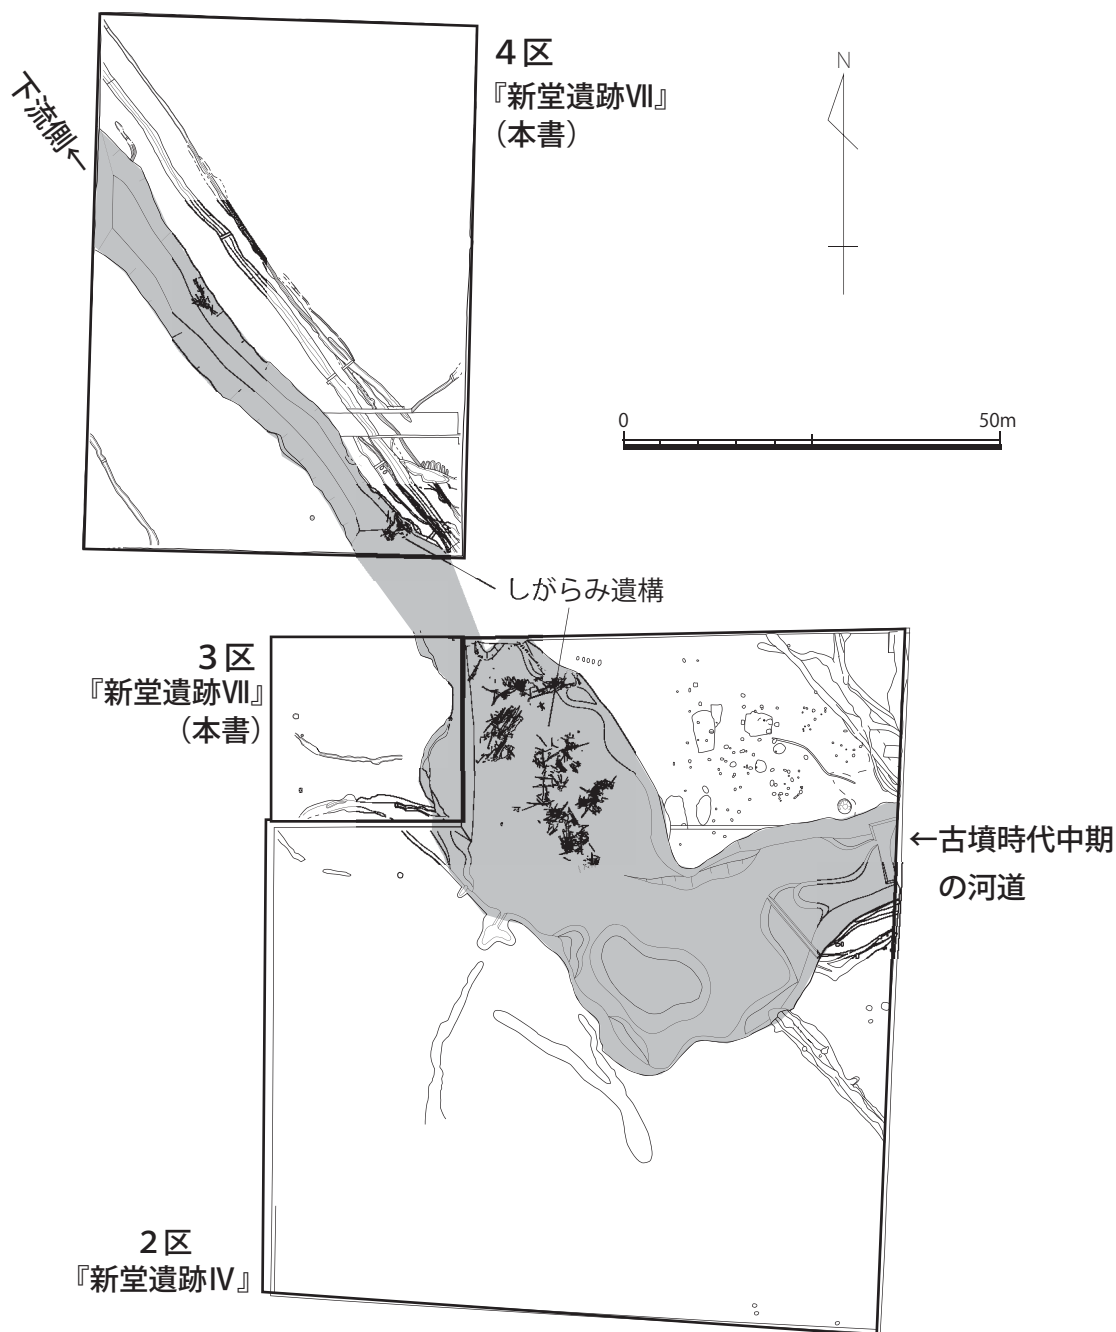 4区
『新堂遺跡Ⅶ』
（本書）
N
下流側←
0
50m
しがらみ遺構
3区
『新堂遺跡Ⅶ』
（本書）
←古墳時代中期
の河道
2区
『新堂遺跡Ⅳ』